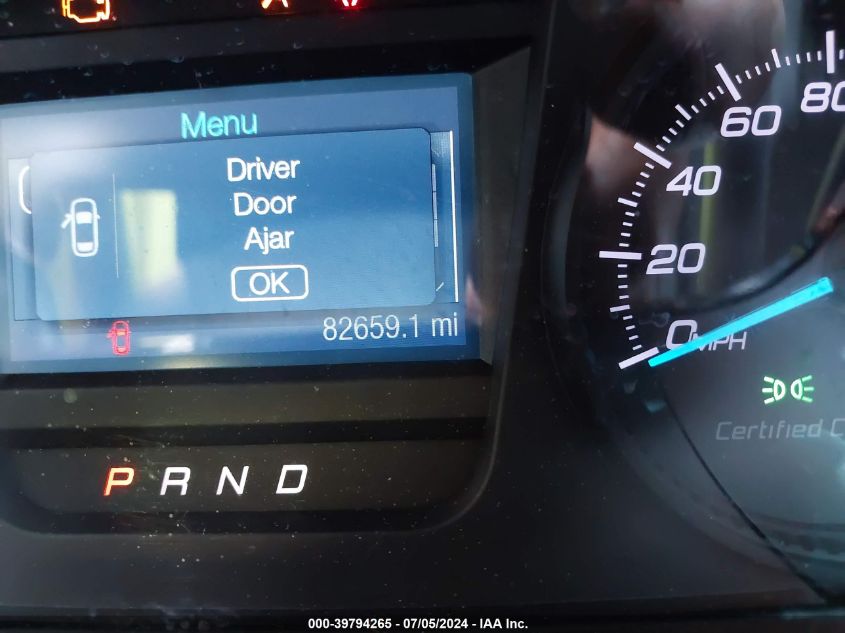 Menu
Driver
Door
Ajar
OK
82659.1 mi
80
60
40
20
0 MPH
Certified
P R N D
000-39794265 - 07/05/2024 - IAA Inc.